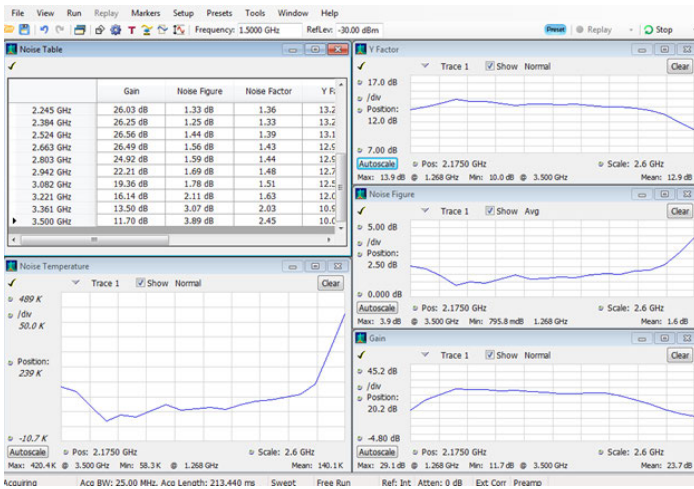 File View Run Replay Markers Setup Presets Tools Window Help
T Frequency: 1.5000 GHz RefLev: -30.00 dBm Preset Replay Stop
Noise Table
Gain Noise Figure Noise Factor Y Fa
2.245 GHz 26.03 dB 1.33 dB 1.36 13.2
2.384 GHz 26.25 dB 1.25 dB 1.33 13.2
2.524 GHz 26.56 dB 1.44 dB 1.39 13.1
2.663 GHz 26.49 dB 1.56 dB 1.43 12.9
2.803 GHz 24.92 dB 1.59 dB 1.44 12.9
2.942 GHz 22.21 dB 1.69 dB 1.48 12.7
3.082 GHz 19.36 dB 1.78 dB 1.51 12.5
3.221 GHz 16.14 dB 2.11 dB 1.63 12.0
3.361 GHz 13.50 dB 3.07 dB 2.03 10.9
3.500 GHz 11.70 dB 3.89 dB 2.45 10.0
Noise Temperature
Trace 1 Show Normal Clear
489 K
/div
50.0 K
Position:
239 K
-10.7 K
Autoscale Pos: 2.1750 GHz Scale: 2.6 GHz
Max: 420.4 K @ 3.500 GHz Min: 58.3 K @ 1.268 GHz Mean: 140.1 K
Y Factor
Trace 1 Show Normal Clear
17.0 dB
/div
Position:
12.0 dB
7.00 dB
Autoscale Pos: 2.1750 GHz Scale: 2.6 GHz
Max: 13.9 dB @ 1.268 GHz Min: 10.0 dB @ 3.500 GHz Mean: 12.9 dB
Noise Figure
Trace 1 Show Avg Clear
5.00 dB
/div
Position:
2.50 dB
0.000 dB
Autoscale Pos: 2.1750 GHz Scale: 2.6 GHz
Max: 3.9 dB @ 3.500 GHz Min: 795.8 mdB 1.268 GHz Mean: 1.6 dB
Gain
Trace 1 Show Normal Clear
45.2 dB
/div
Position:
20.2 dB
-4.80 dB
Autoscale Pos: 2.1750 GHz Scale: 2.6 GHz
Max: 29.1 dB @ 1.268 GHz Min: 11.7 dB @ 3.500 GHz Mean: 23.7 dB
Acquiring Acq BW: 25.00 MHz, Acq Length: 213.440 ms Swept Free Run Ref: Int Atten: 0 dB Ext Corr Preamp